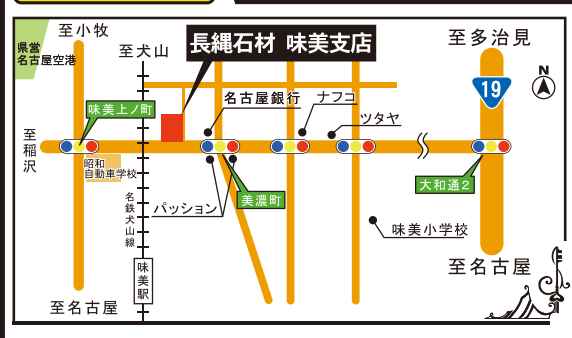 至小牧
県営
名古屋空港
至犬山
長縄石材 味美支店
至多治見
19
N
味美上ノ町
名古屋銀行
ナフコ
ツタヤ
至稲沢
昭和
自動車学校
名鉄犬山線
パッション
美濃町
大和通2
味美小学校
味美駅
至名古屋
至名古屋